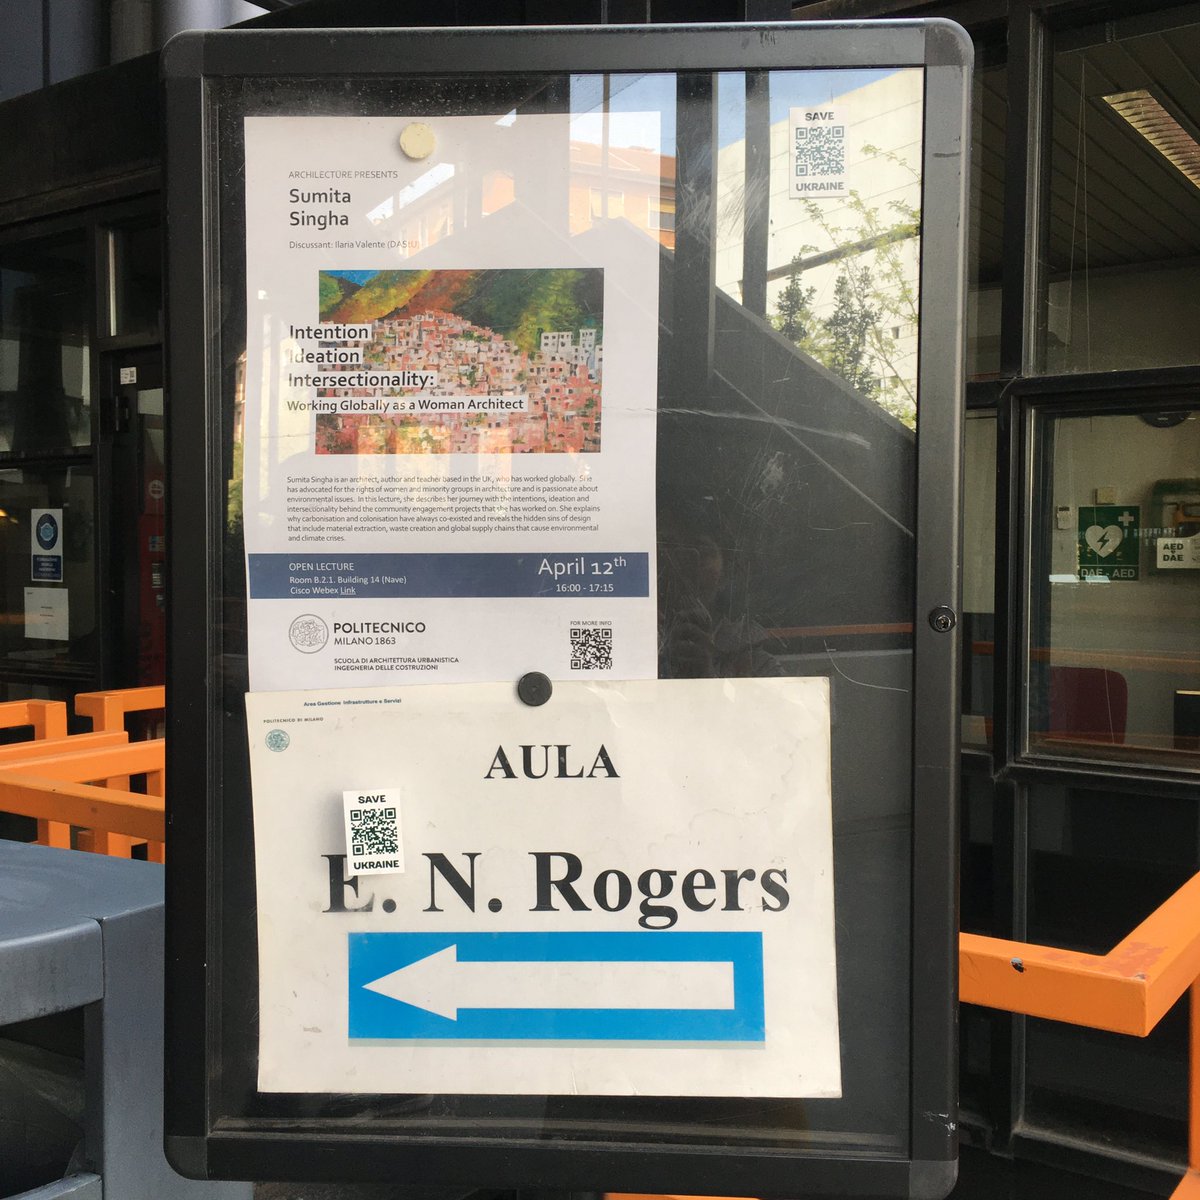 ARCHILECTURE PRESENTS
Sumita
Singha
Discussant: Ilaria Valente (DAStU)
Intention
Ideation
Intersectionality:
Working Globally as a Woman Architect
Sumita Singha is an architect, author and teacher based in the UK, who has worked globally. She
has advocated for the rights of women and minority groups in architecture and is passionate about
environmental issues. In this lecture, she describes her journey with the intentions, ideation and
intersectionality behind the community engagement projects that she has worked on. She explains
why carbonisation and colonisation have always co-existed and reveals the hidden sins of design
that include material extraction, waste creation and global supply chains that cause environmental
and climate crises.
OPEN LECTURE
Room B.2.1. Building 14 (Nave)
Cisco Webex Link
April 12th
16:00 - 17:15
POLITECNICO
MILANO 1863
SCUOLA DI ARCHITETTURA URBANISTICA
INGEGNERIA DELLE COSTRUZIONI
FOR MORE INFO
SAVE
UKRAINE
Area Gestione Infrastrutture e Servizi
POLITECNICO DI MILANO
AULA
SAVE
UKRAINE
E. N. Rogers
DAE - AED
AED
DAE